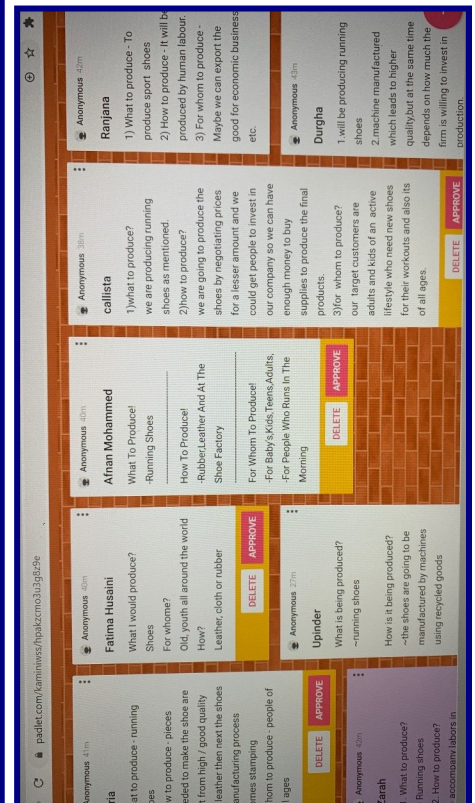 padlet.com/kaminiwss/hpakzcmo3u3g8z9e
Anonymous 41m
ria
at to produce - running
oes
w to produce - pieces
eded to make the shoe are
t from high / good quality
leather then next the shoes
anufacturing process
mes stamping
hom to produce - people of
ages
DELETE APPROVE
Anonymous 42m
Zarah
What to produce?
Running shoes
2. How to produce?
accompany labors in
Anonymous 40m
Fatima Husaini
What I would produce?
Shoes
For whome?
Old, youth all around the world
How?
Leather, cloth or rubber
DELETE APPROVE
Anonymous 27m
Upinder
What is being produced?
~running shoes
How is it being produced?
~the shoes are going to be
manufactured by machines
using recycled goods
Anonymous 40m
Afnan Mohammed
What To Produce!
-Running Shoes
How To Produce!
-Rubber,Leather And At The
Shoe Factory
For Whom To Produce!
-For Baby's,Kids,Teens,Adults,
-For People Who Runs In The
Morning
DELETE APPROVE
Anonymous 38m
callista
1)what to produce?
we are producing running
shoes as mentioned.
2)how to produce?
we are going to produce the
shoes by negotiating prices
for a lesser amount and we
could get people to invest in
our company so we can have
enough money to buy
supplies to produce the final
products.
3)for whom to produce?
our target customers are
adults and kids of an active
lifestyle who need new shoes
for their workouts and also its
of all ages.
DELETE APPROVE
Anonymous 42m
Ranjana
1) What to produce - To
produce sport shoes
2) How to produce - It will be
produced by human labour.
3) For whom to produce -
Maybe we can export the
good for economic business
etc.
Anonymous 43m
Durgha
1.will be producing running
shoes
2.machine manufactured
which leads to higher
quality,but at the same time
depends on how much the
firm is willing to invest in
production.